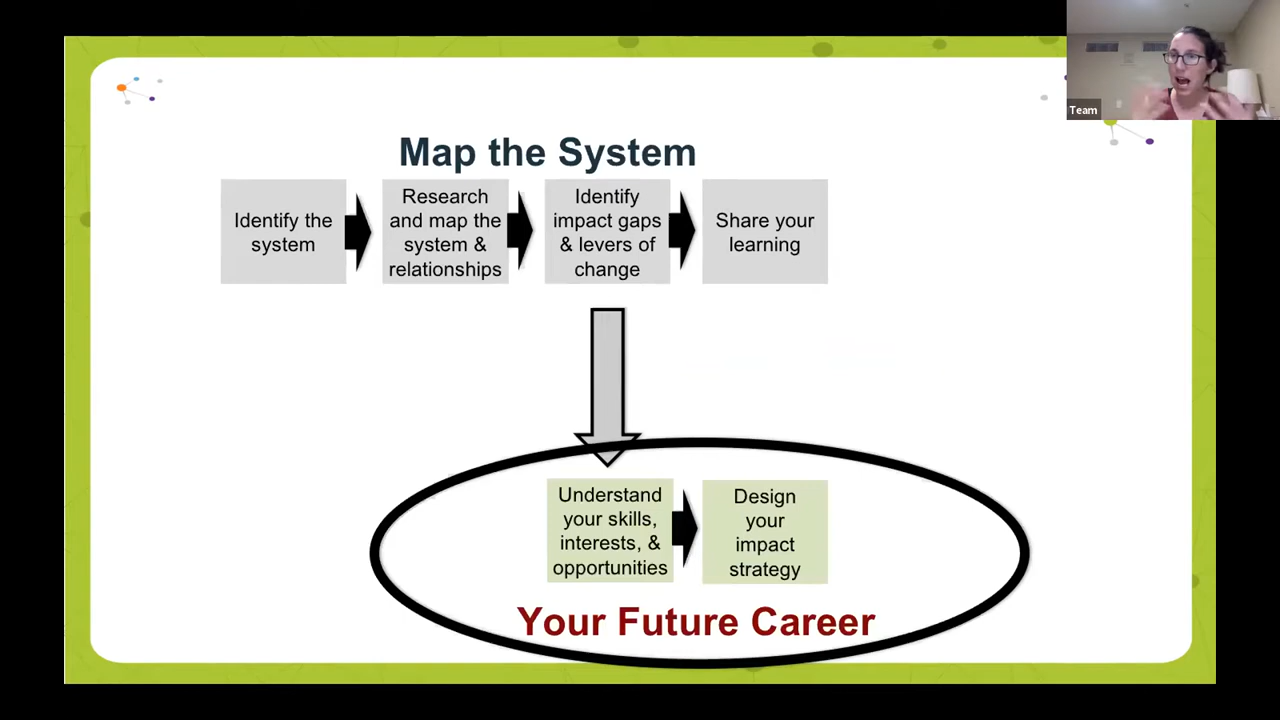 Team
Map the System
Identify the
system
Research
and map the
system &
relationships
Identify
impact gaps
& levers of
change
Share your
learning
Understand
your skills,
interests, &
opportunities
Design
your
impact
strategy
Your Future Career